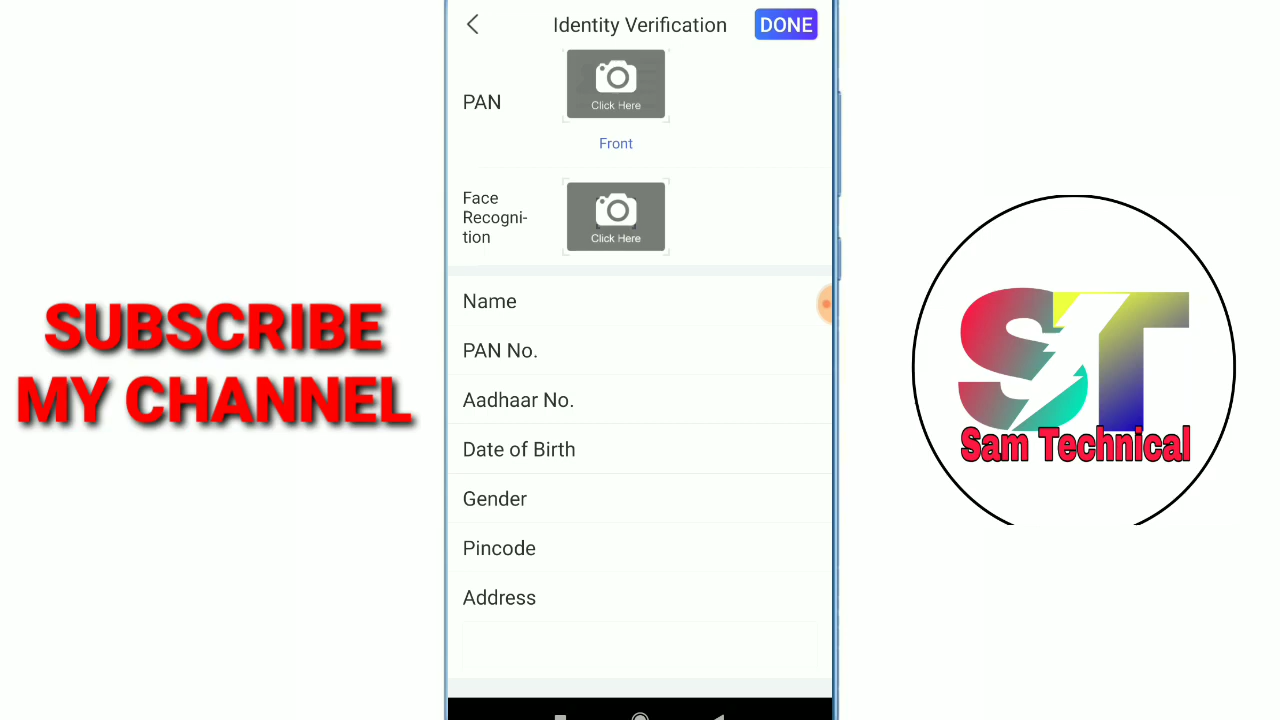 Identity Verification
DONE
PAN
Click Here
Front
Face
Recogni-
tion
Click Here
Name
PAN No.
Aadhaar No.
Date of Birth
Gender
Pincode
Address
SUBSCRIBE
MY CHANNEL
ST
Sam Technical